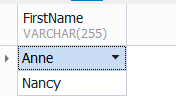 FirstName
VARCHAR(255)
Anne
Nancy